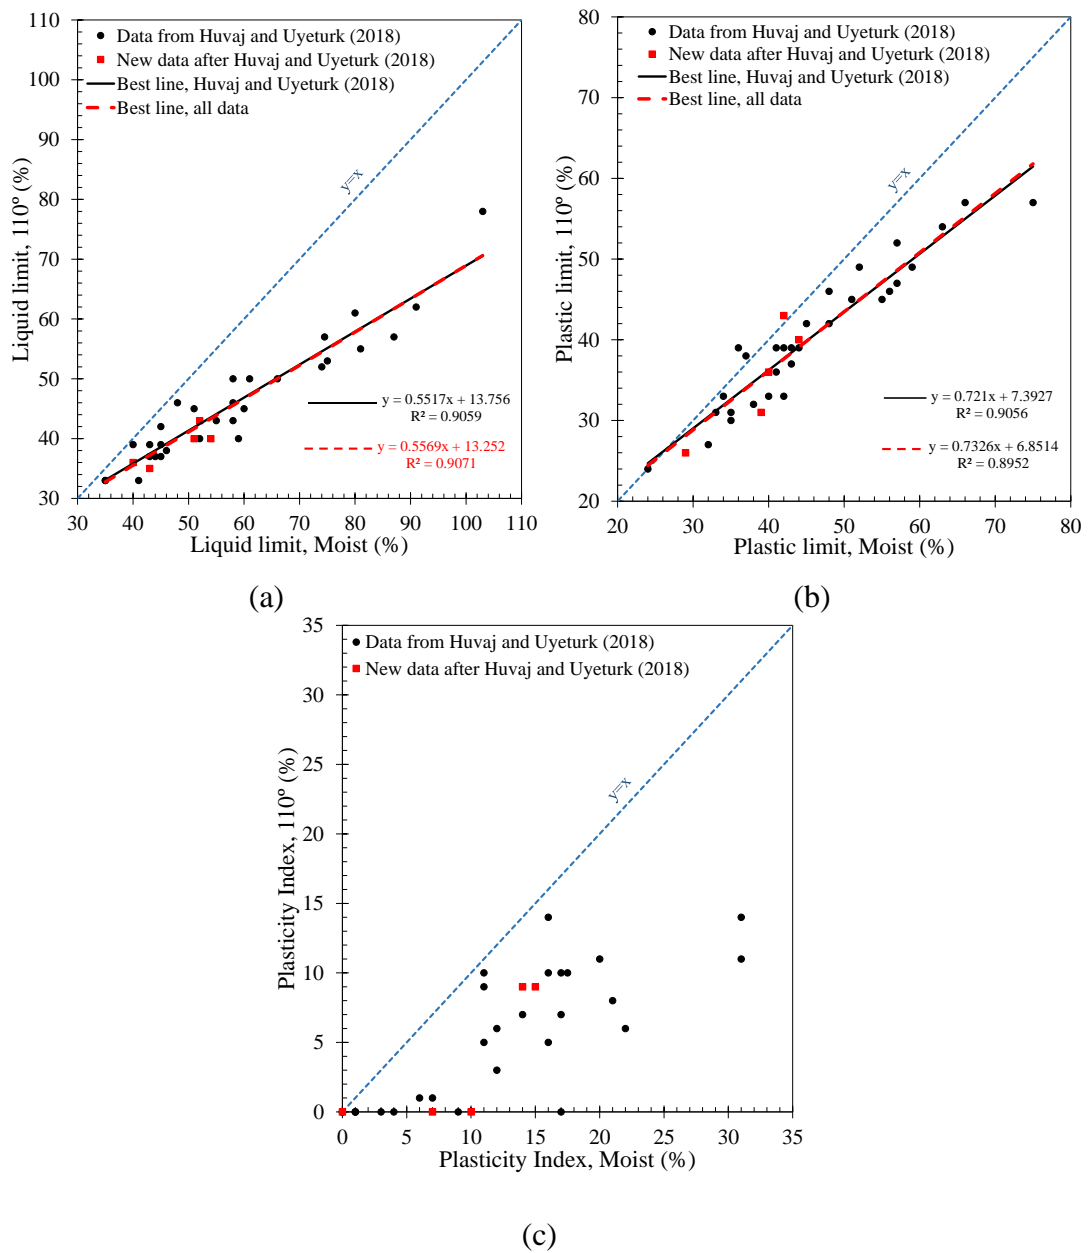 110
100
90
80
70
60
50
40
30
Liquid limit, 110º (%)
Data from Huvaj and Uyeturk (2018)
New data after Huvaj and Uyeturk (2018)
Best line, Huvaj and Uyeturk (2018)
Best line, all data
y=x
y = 0.5517x + 13.756
R² = 0.9059
y = 0.5569x + 13.252
R² = 0.9071
30 40 50 60 70 80 90 100 110
Liquid limit, Moist (%)
(a)
80
70
60
50
40
30
20
Plastic limit, 110º (%)
Data from Huvaj and Uyeturk (2018)
New data after Huvaj and Uyeturk (2018)
Best line, Huvaj and Uyeturk (2018)
Best line, all data
y=x
y = 0.721x + 7.3927
R² = 0.9056
y = 0.7326x + 6.8514
R² = 0.8952
20 30 40 50 60 70 80
Plastic limit, Moist (%)
(b)
35
30
25
20
15
10
5
0
Plasticity Index, 110º (%)
Data from Huvaj and Uyeturk (2018)
New data after Huvaj and Uyeturk (2018)
y=x
0 5 10 15 20 25 30 35
Plasticity Index, Moist (%)
(c)